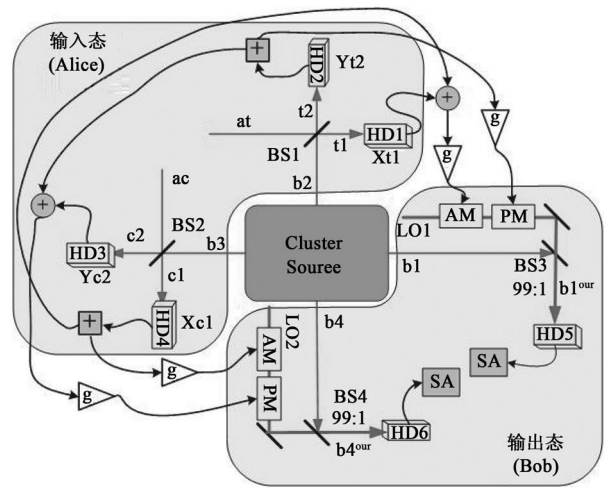 输入态
(Alice)
+
HD2
Yt2
t2
at
BS1
t1
HD1
Xt1
+
g
g
b2
ac
+
c2
BS2
b3
HD3
Yc2
c1
Cluster
Souree
b1
LO1
AM
PM
BS3
99:1
b1our
+
HD4
Xc1
g
g
LO2
AM
PM
b4
BS4
99:1
b4our
HD6
SA
SA
HD5
输出态
(Bob)